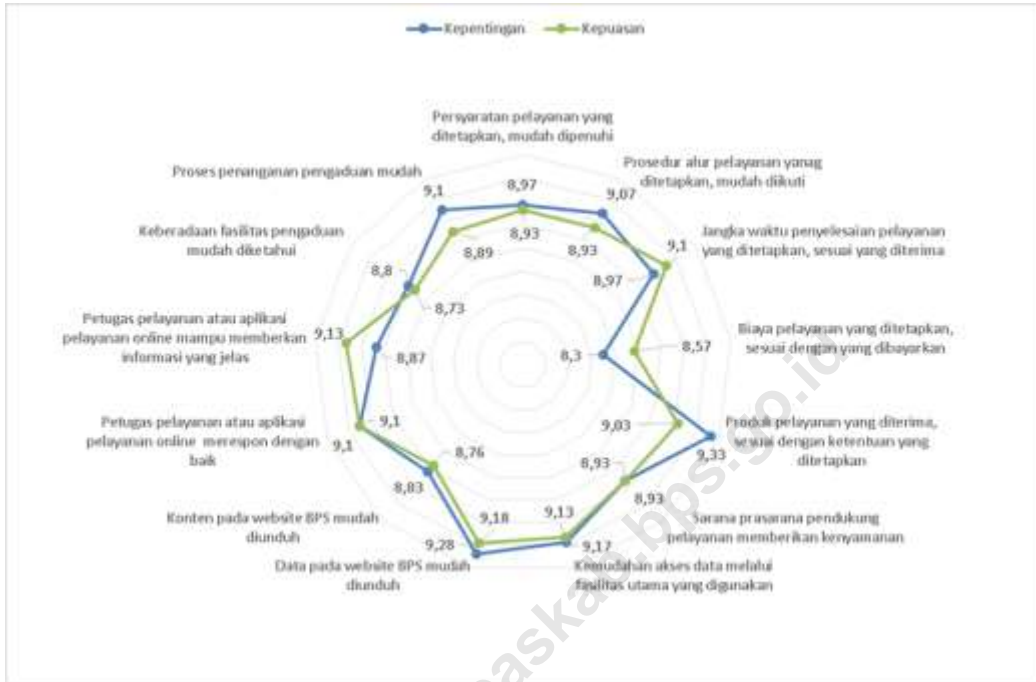 Kepentingan
Kepuasan
Persyaratan pelayanan yang
ditetapkan, mudah dipenuhi
8,97
8,93
Prosedur alur pelayanan yanag
ditetapkan, mudah diikuti
9,07
8,93
Jangka waktu penyelesaian pelayanan
yang ditetapkan, sesuai yang diterima
9,1
8,97
Biaya pelayanan yang ditetapkan,
sesuai dengan yang dibayarkan
8,57
8,3
Produk pelayanan yang diterima,
sesuai dengan ketentuan yang
ditetapkan
9,03
9,33
Sarana prasarana pendukung
pelayanan memberikan kenyamanan
8,93
8,93
Kemudahan akses data melalui
fasilitas utama yang digunakan
9,13
9,17
Data pada website BPS mudah
diunduh
9,18
9,28
Konten pada website BPS mudah
diunduh
8,76
8,83
Petugas pelayanan atau aplikasi
pelayanan online merespon dengan
baik
9,1
9,1
Petugas pelayanan atau aplikasi
pelayanan online mampu memberkan
informasi yang jelas
9,13
8,87
Keberadaan fasilitas pengaduan
mudah diketahui
8,8
8,73
Proses penanganan pengaduan mudah
9,1
8,89
askab.bps.go.id